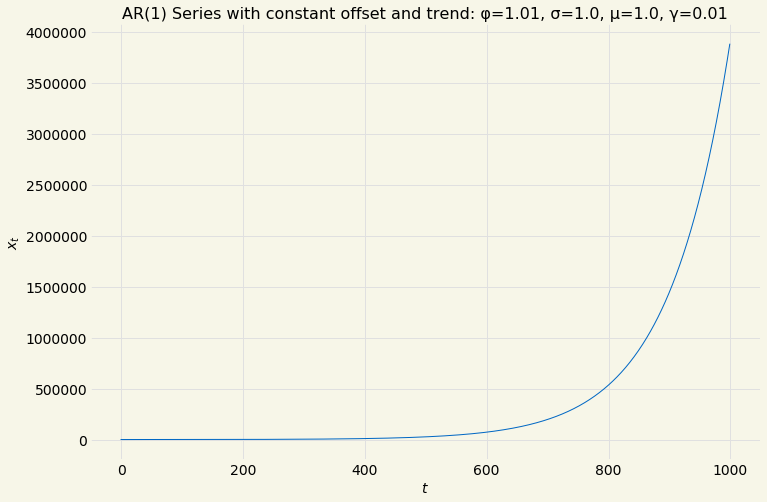 AR(1) Series with constant offset and trend: φ=1.01, σ=1.0, μ=1.0, γ=0.01
4000000
3500000
3000000
2500000
2000000
1500000
1000000
500000
0
x_t
0 200 400 600 800 1000
t